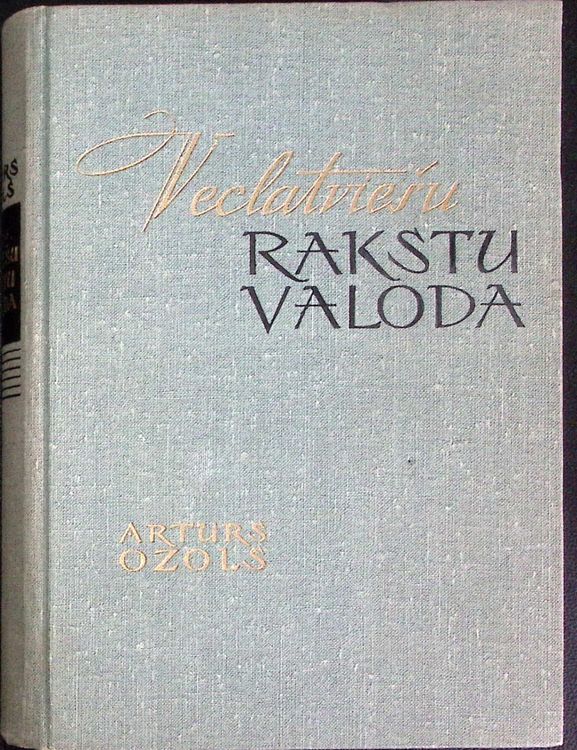 Veclatviešu
RAKSTU
VALODA
ARTURS
OZOLS